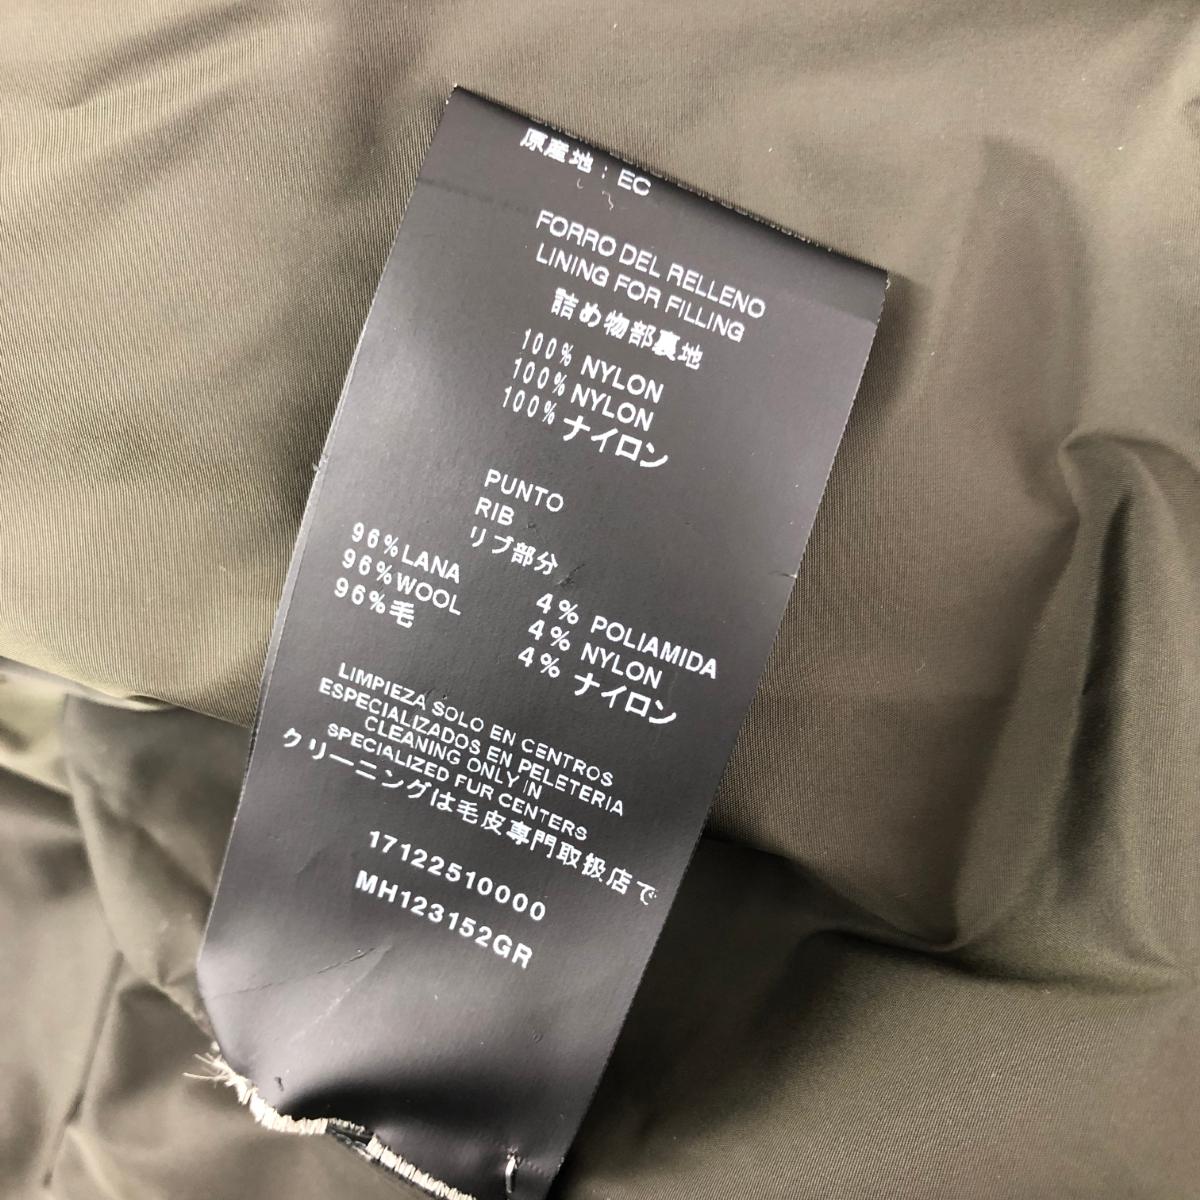 原産地：EC
FORRO DEL RELLENO
LINING FOR FILLING
詰め物部裏地
100% NYLON
100% NYLON
100% ナイロン
PUNTO
RIB
リブ部分
96%LANA 4% POLIAMIDA
96%WOOL 4% NYLON
96%毛 4% ナイロン
LIMPIEZA SOLO EN CENTROS
ESPECIALIZADOS EN PELETERIA
CLEANING ONLY IN
SPECIALIZED FUR CENTERS
クリーニングは毛皮専門取扱店で
17122510000
MH123152GR